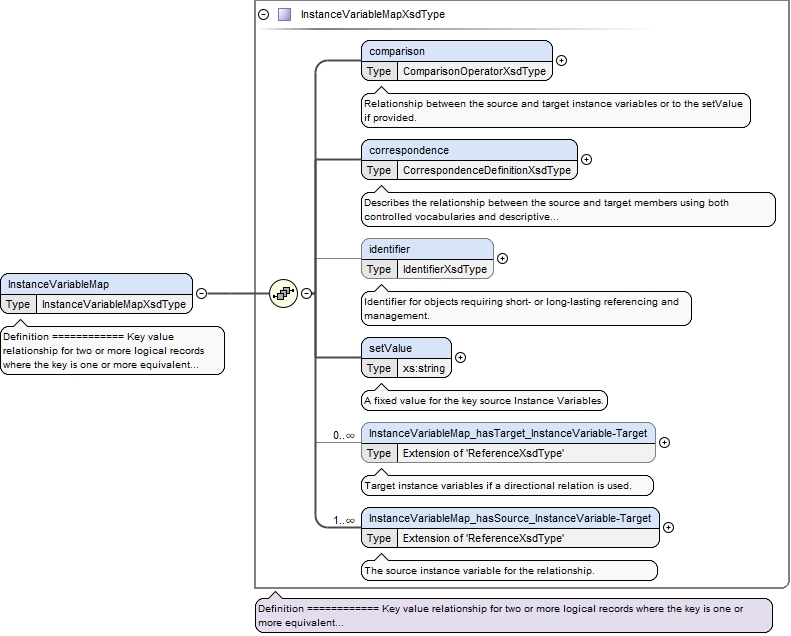 InstanceVariableMapXsdType
comparison
Type ComparisonOperatorXsdType
Relationship between the source and target instance variables or to the setValue
if provided.
correspondence
Type CorrespondenceDefinitionXsdType
Describes the relationship between the source and target members using both
controlled vocabularies and descriptive...
identifier
Type IdentifierXsdType
Identifier for objects requiring short- or long-lasting referencing and
management.
InstanceVariableMap
Type InstanceVariableMapXsdType
Definition ============ Key value
relationship for two or more logical records
where the key is one or more equivalent...
setValue
Type xs:string
A fixed value for the key source Instance Variables.
0..∞
InstanceVariableMap_hasTarget_InstanceVariable-Target
Type Extension of 'ReferenceXsdType'
Target instance variables if a directional relation is used.
1..∞
InstanceVariableMap_hasSource_InstanceVariable-Target
Type Extension of 'ReferenceXsdType'
The source instance variable for the relationship.
Definition ============ Key value relationship for two or more logical records where the key is one or
more equivalent...